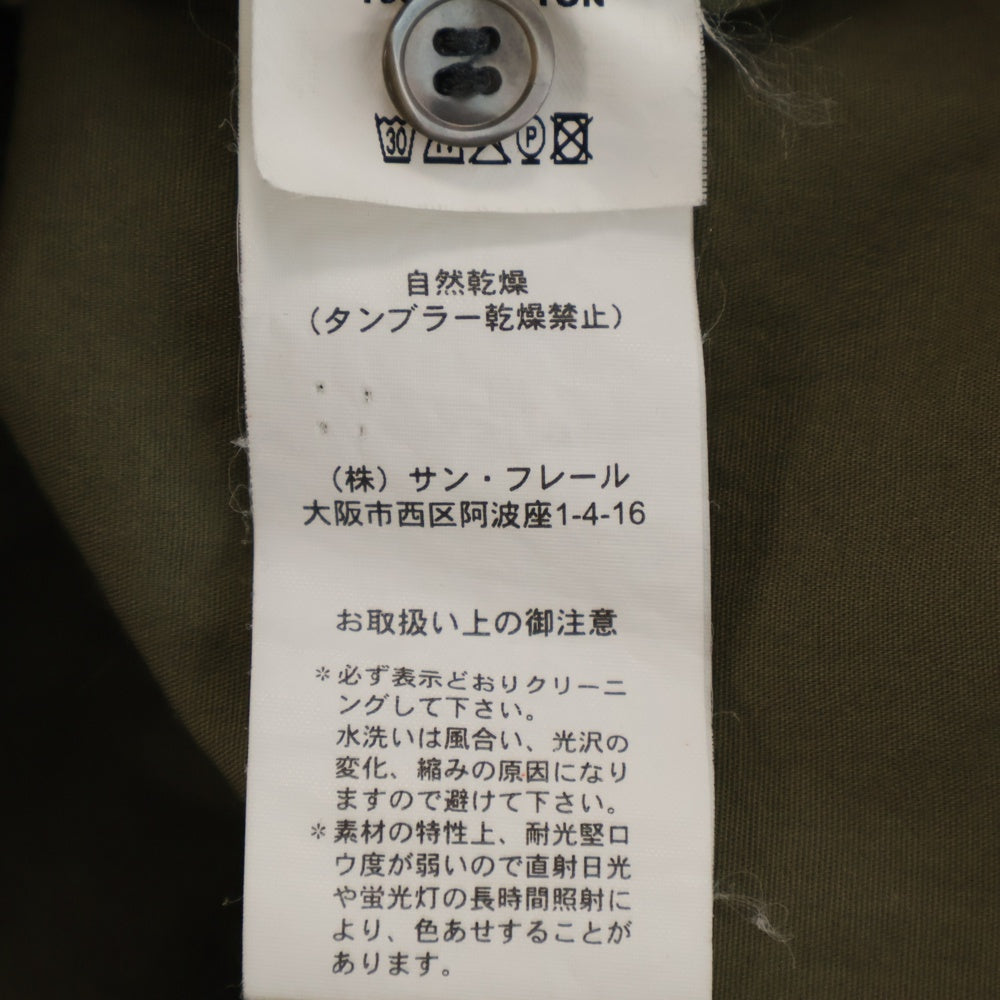 30
P
自然乾燥
（タンブラー乾燥禁止）
（株）サン・フレール
大阪市西区阿波座1-4-16
お取扱い上の御注意
＊必ず表示どおりクリーニ
ングして下さい。
水洗いは風合い、光沢の
変化、縮みの原因になり
ますので避けて下さい。
＊素材の特性上、耐光堅ロ
ウ度が弱いので直射日光
や蛍光灯の長時間照射に
より、色あせすることが
あります。